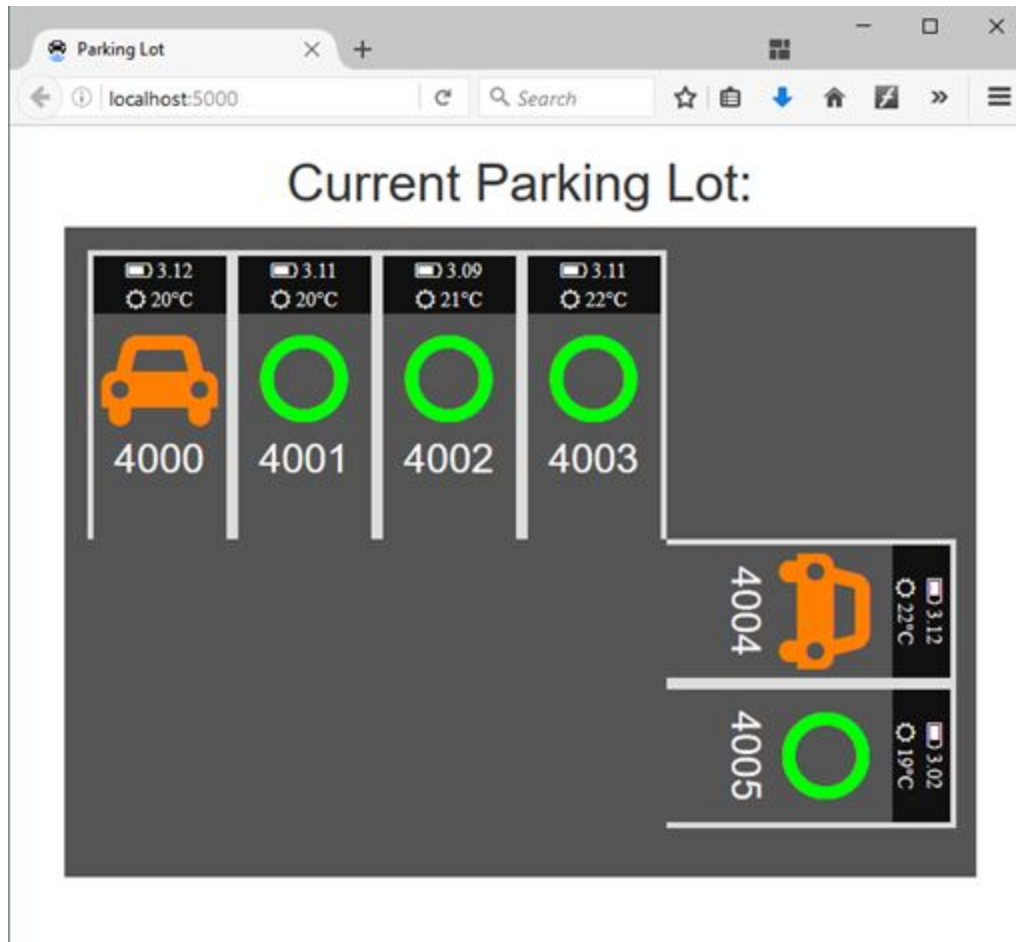 Parking Lot
localhost:5000
Search
Current Parking Lot:
3.12
20°C
4000
3.11
20°C
4001
3.09
21°C
4002
3.11
22°C
4003
3.12
22°C
4004
3.02
19°C
4005